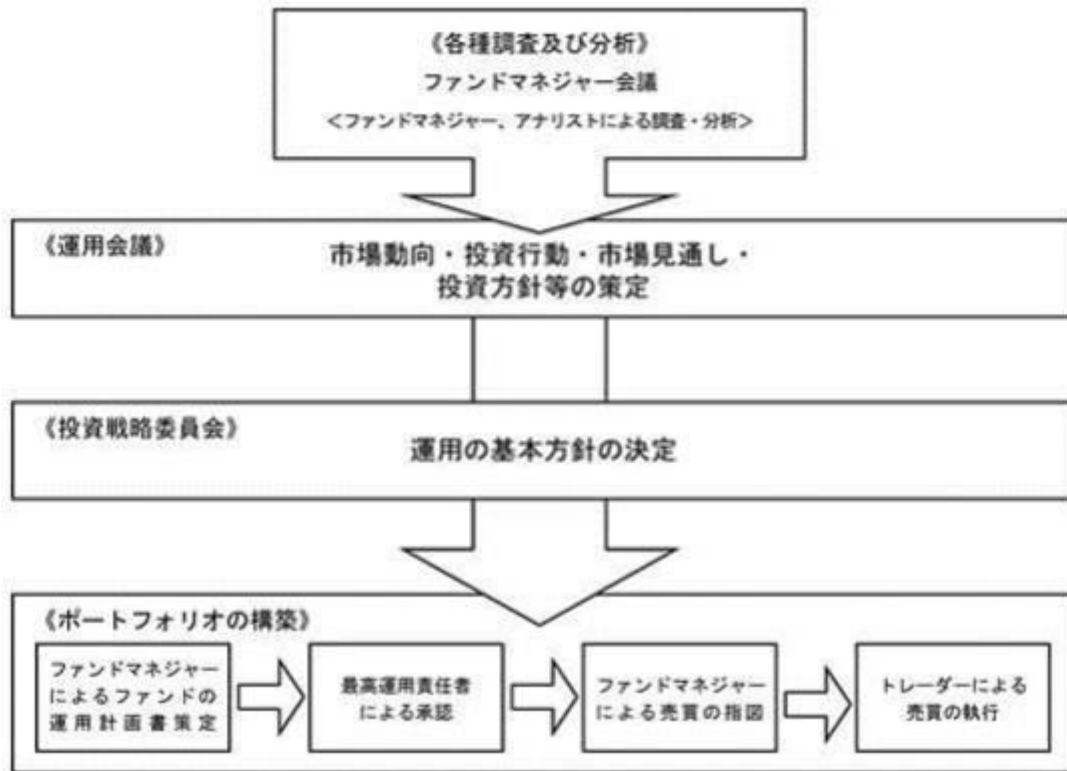 《各種調査及び分析》
ファンドマネジャー会議
<ファンドマネジャー、アナリストによる調査・分析>
《運用会議》
市場動向・投資行動・市場見通し・
投資方針等の策定
《投資戦略委員会》
運用の基本方針の決定
《ポートフォリオの構築》
ファンドマネジャー
によるファンドの
運用計画書策定
最高運用責任者
による承認
ファンドマネジャー
による売買の指図
トレーダーによる
売買の執行